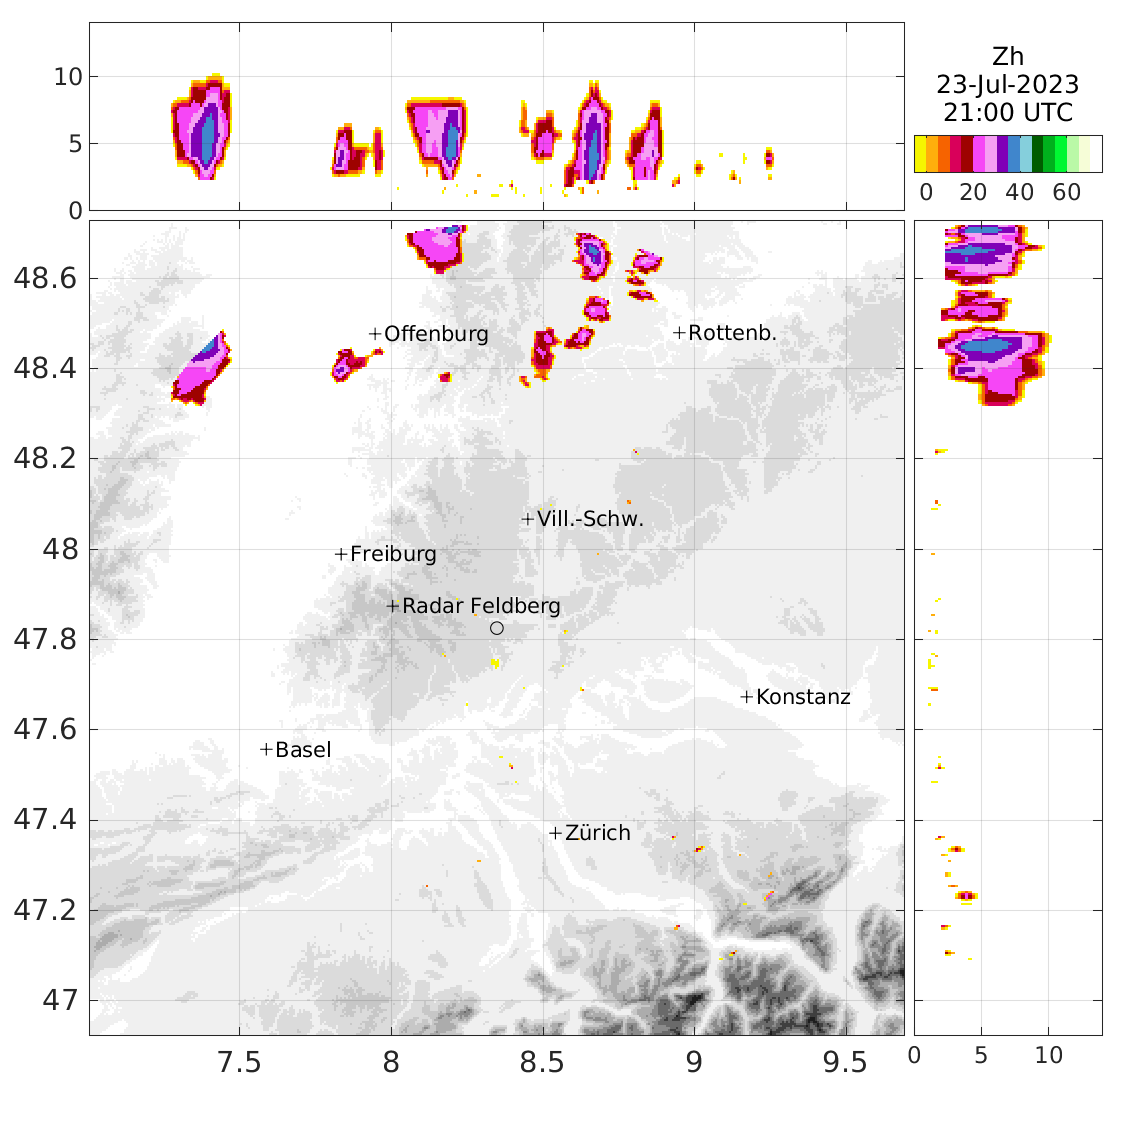 10
5
0
Zh
23-Jul-2023
21:00 UTC
0 20 40 60
48.6
48.4
48.2
48
47.8
47.6
47.4
47.2
47
Offenburg
Rottenb.
Vill.-Schw.
Freiburg
Radar Feldberg
Konstanz
Basel
Zürich
7.5 8 8.5 9 9.5
0 5 10